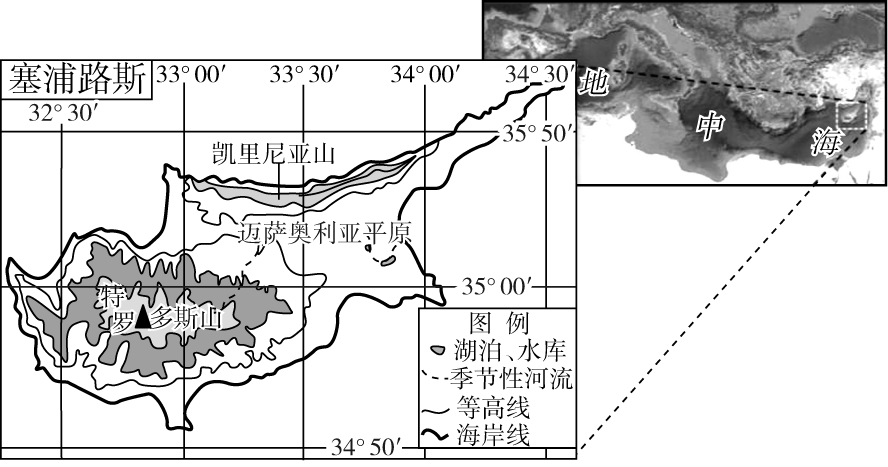 塞浦路斯
33°00′
33°30′
34°00′
34°30′
32°30′
35°50′
凯里尼亚山
迈萨奥利亚平原
35°00′
特
罗
多斯山
图例
湖泊、水库
季节性河流
等高线
海岸线
34°50′
地
中
海